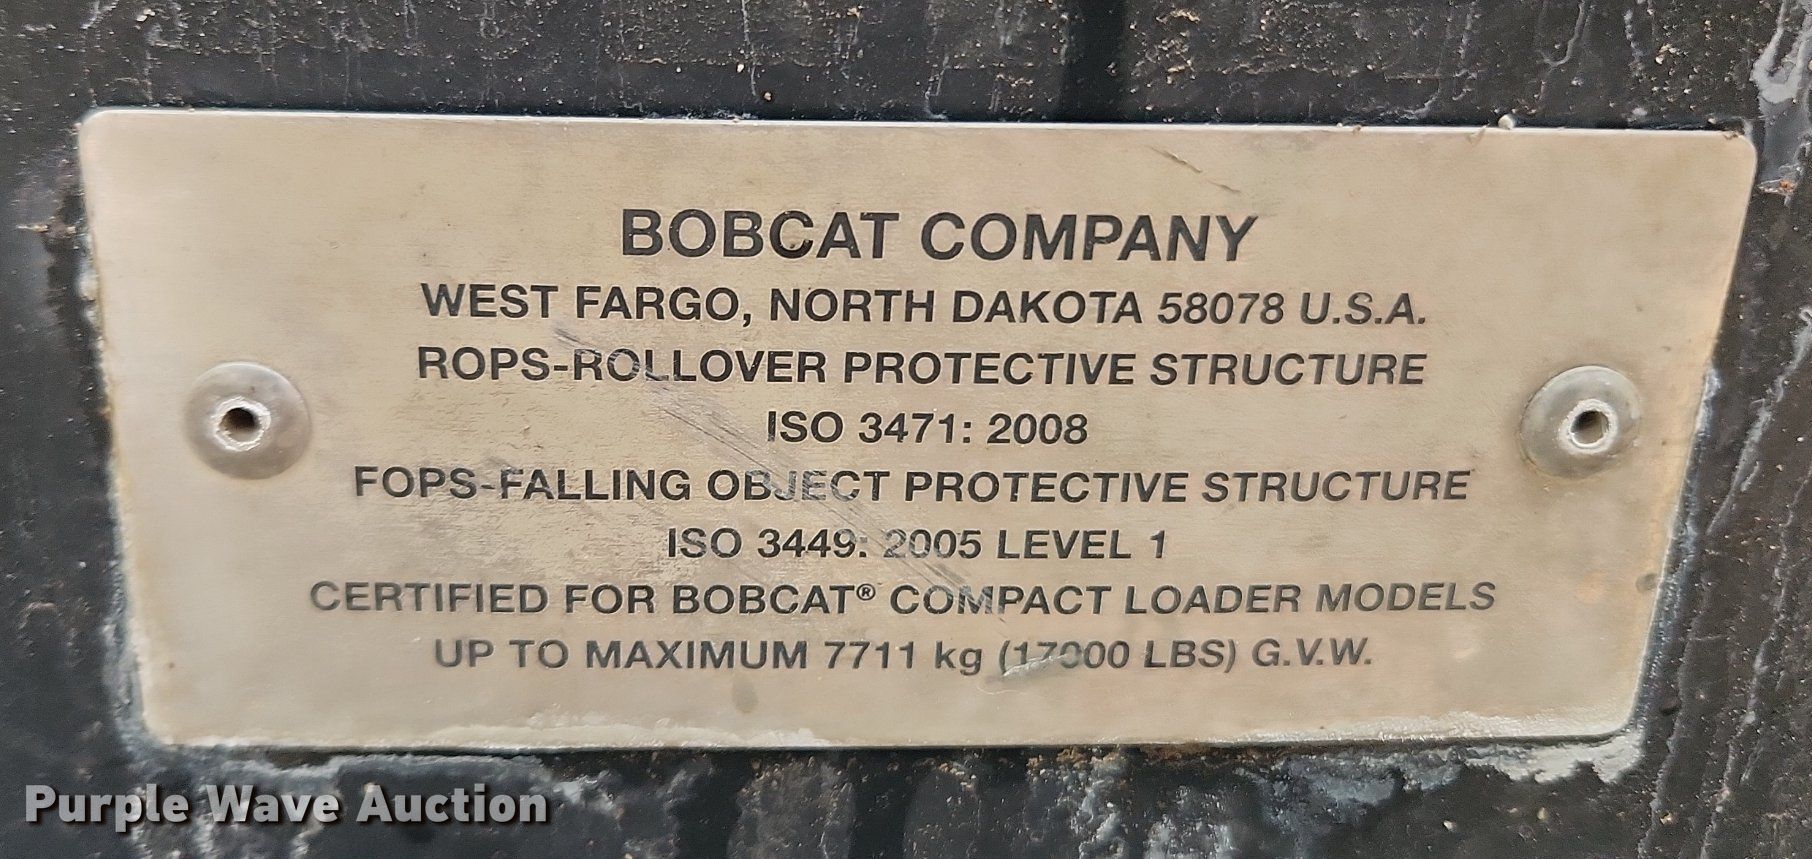 BOBCAT COMPANY
WEST FARGO, NORTH DAKOTA 58078 U.S.A.
ROPS-ROLLOVER PROTECTIVE STRUCTURE
ISO 3471: 2008
FOPS-FALLING OBJECT PROTECTIVE STRUCTURE
ISO 3449: 2005 LEVEL 1
CERTIFIED FOR BOBCAT® COMPACT LOADER MODELS
UP TO MAXIMUM 7711 kg (17000 LBS) G.V.W.
Purple Wave Auction